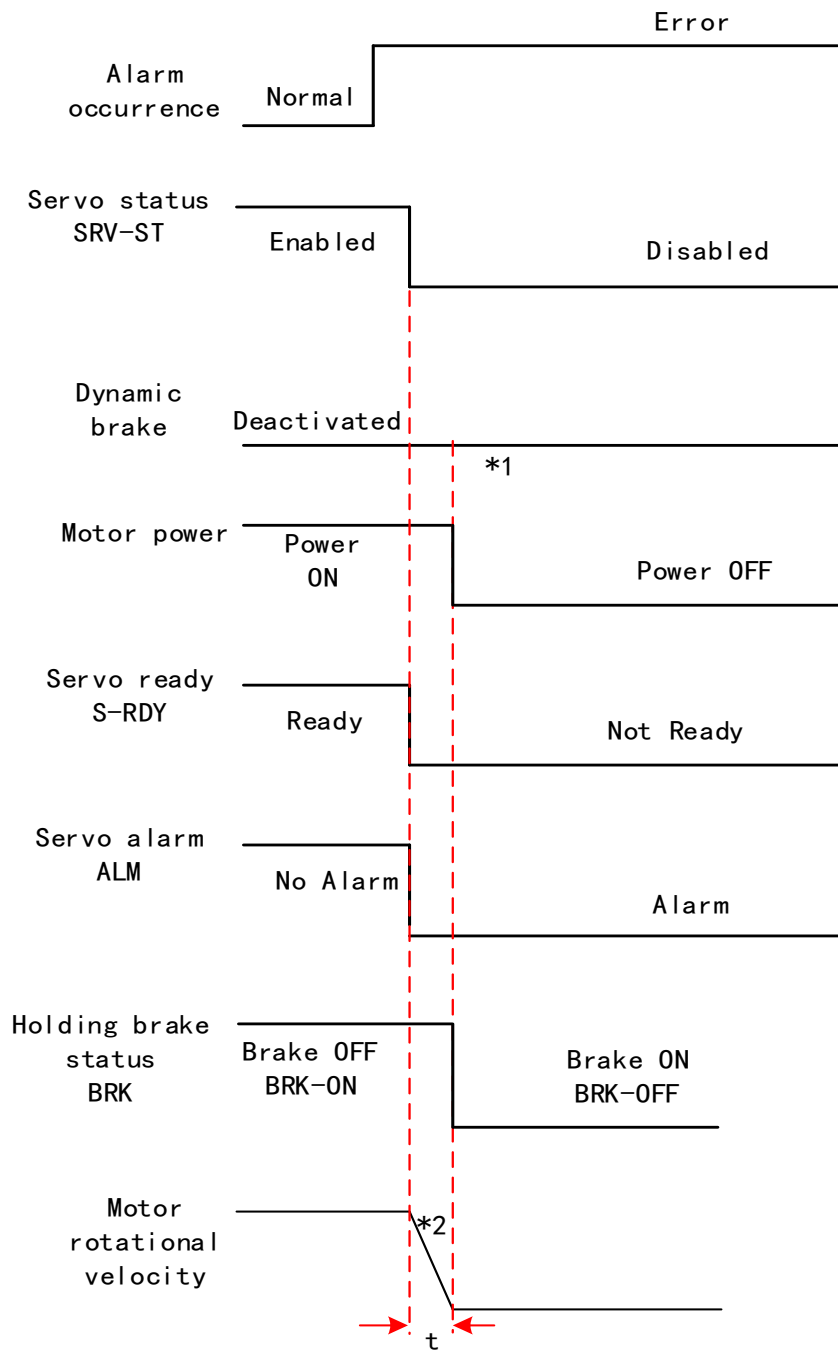 Error
Alarm
occurrence
Normal
Servo status
SRV-ST
Enabled
Disabled
Dynamic
brake
Deactivated
*1
Motor power
Power
ON
Power OFF
Servo ready
S-RDY
Ready
Not Ready
Servo alarm
ALM
No Alarm
Alarm
Holding brake
status
BRK
Brake OFF
BRK-ON
Brake ON
BRK-OFF
Motor
rotational
velocity
*2
t